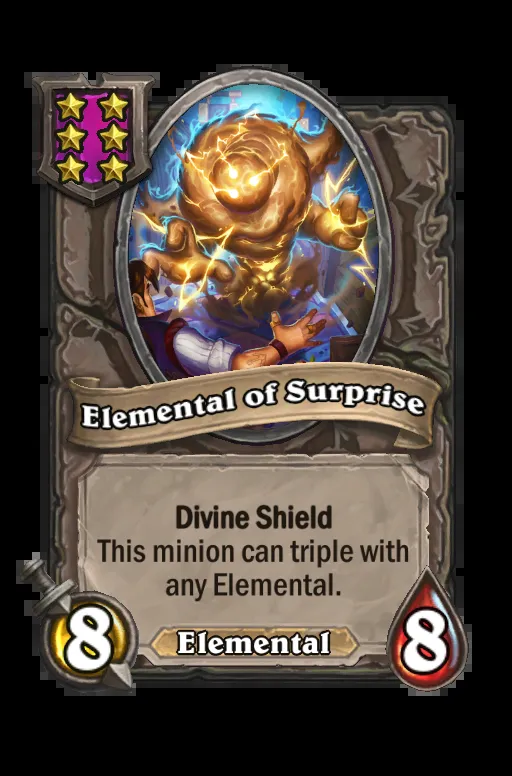 Elemental of Surprise
Divine Shield
This minion can triple with
any Elemental.
8
Elemental
8